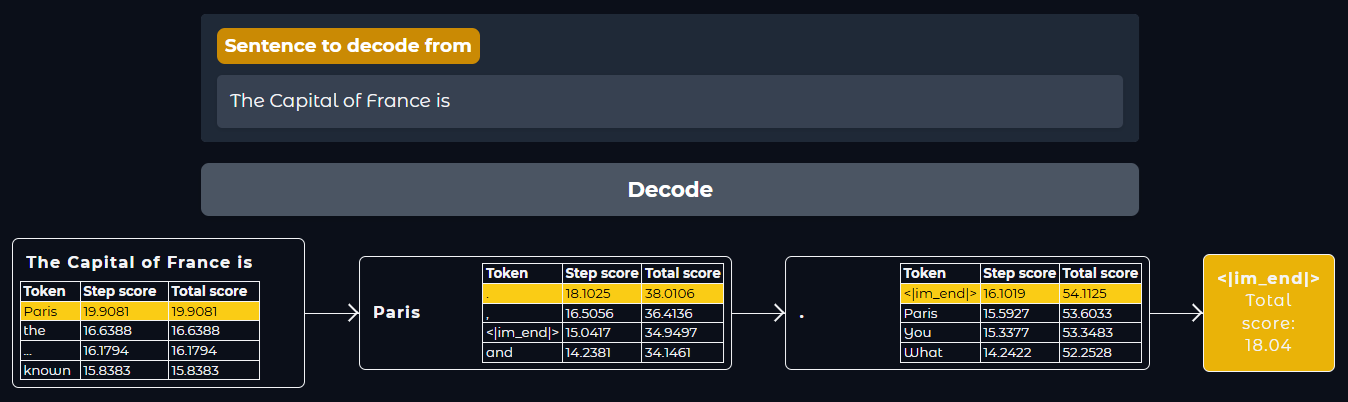 Sentence to decode from
The Capital of France is
Decode
The Capital of France is
Token Step score Total score
Paris 19.9081 19.9081
the 16.6388 16.6388
... 16.1794 16.1794
known 15.8383 15.8383
Paris
Token Step score Total score
. 18.1025 38.0106
, 16.5056 36.4136
<|im_end|> 15.0417 34.9497
and 14.2381 34.1461
.
Token Step score Total score
<|im_end|> 16.1019 54.1125
Paris 15.5927 53.6033
You 15.3377 53.3483
What 14.2422 52.2528
<|im_end|>
Total
score:
18.04